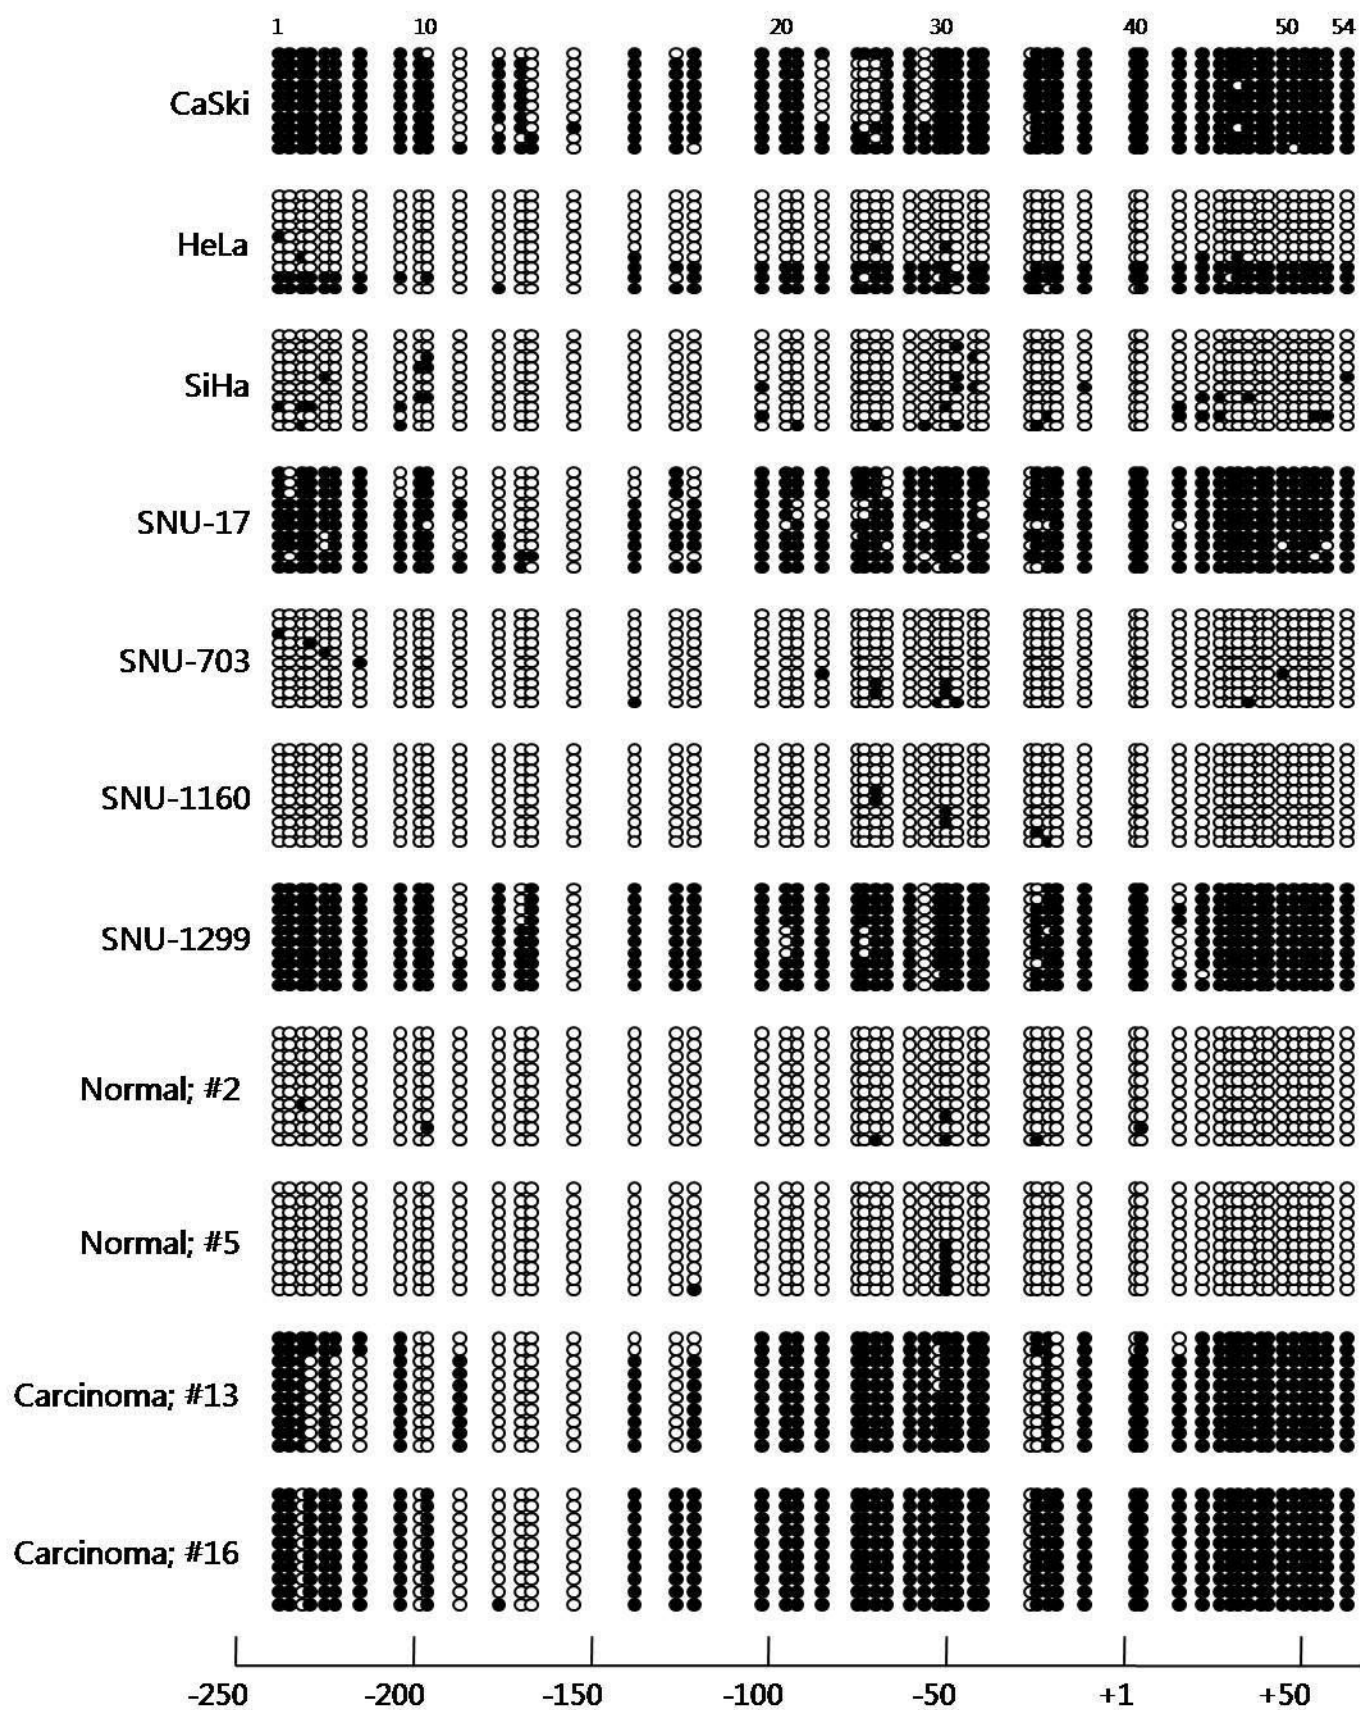 1 10 20 30 40 50 54
CaSki
HeLa
SiHa
SNU-17
SNU-703
SNU-1160
SNU-1299
Normal; #2
Normal; #5
Carcinoma; #13
Carcinoma; #16
-250 -200 -150 -100 -50 +1 +50